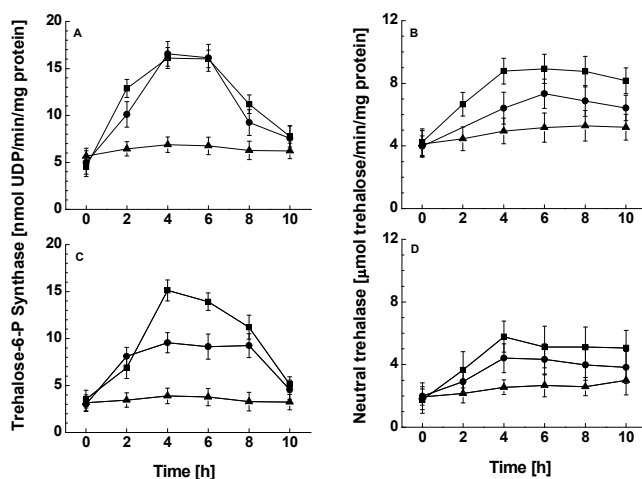 Trehalose-6-P Synthase [nmol UDP/min/mg protein]
A
20
15
10
5
0
0 2 4 6 8 10
C
20
15
10
5
0
0 2 4 6 8 10
Time [h]
Neutral trehalase [μmol trehalose/min/mg protein]
B
12
8
4
0
0 2 4 6 8 10
D
12
8
4
0
0 2 4 6 8 10
Time [h]